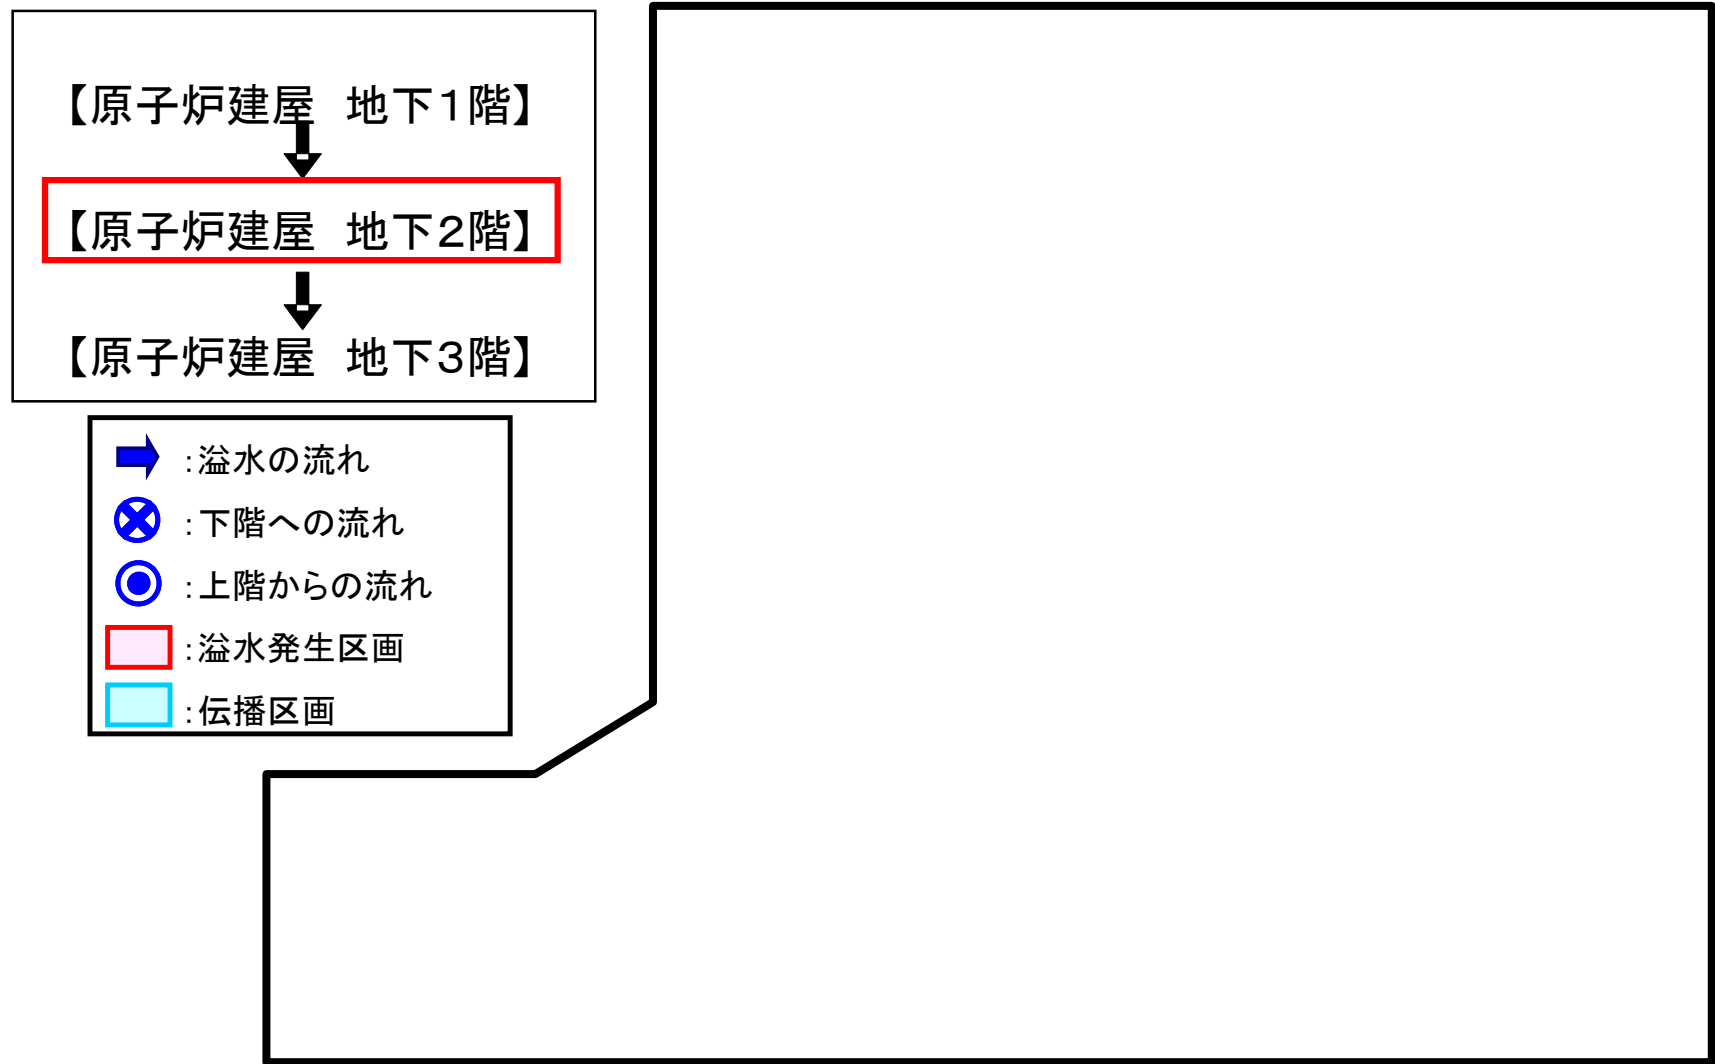 【原子炉建屋　地下1階】
【原子炉建屋　地下2階】
【原子炉建屋　地下3階】
:溢水の流れ
:下階への流れ
:上階からの流れ
:溢水発生区画
:伝播区画